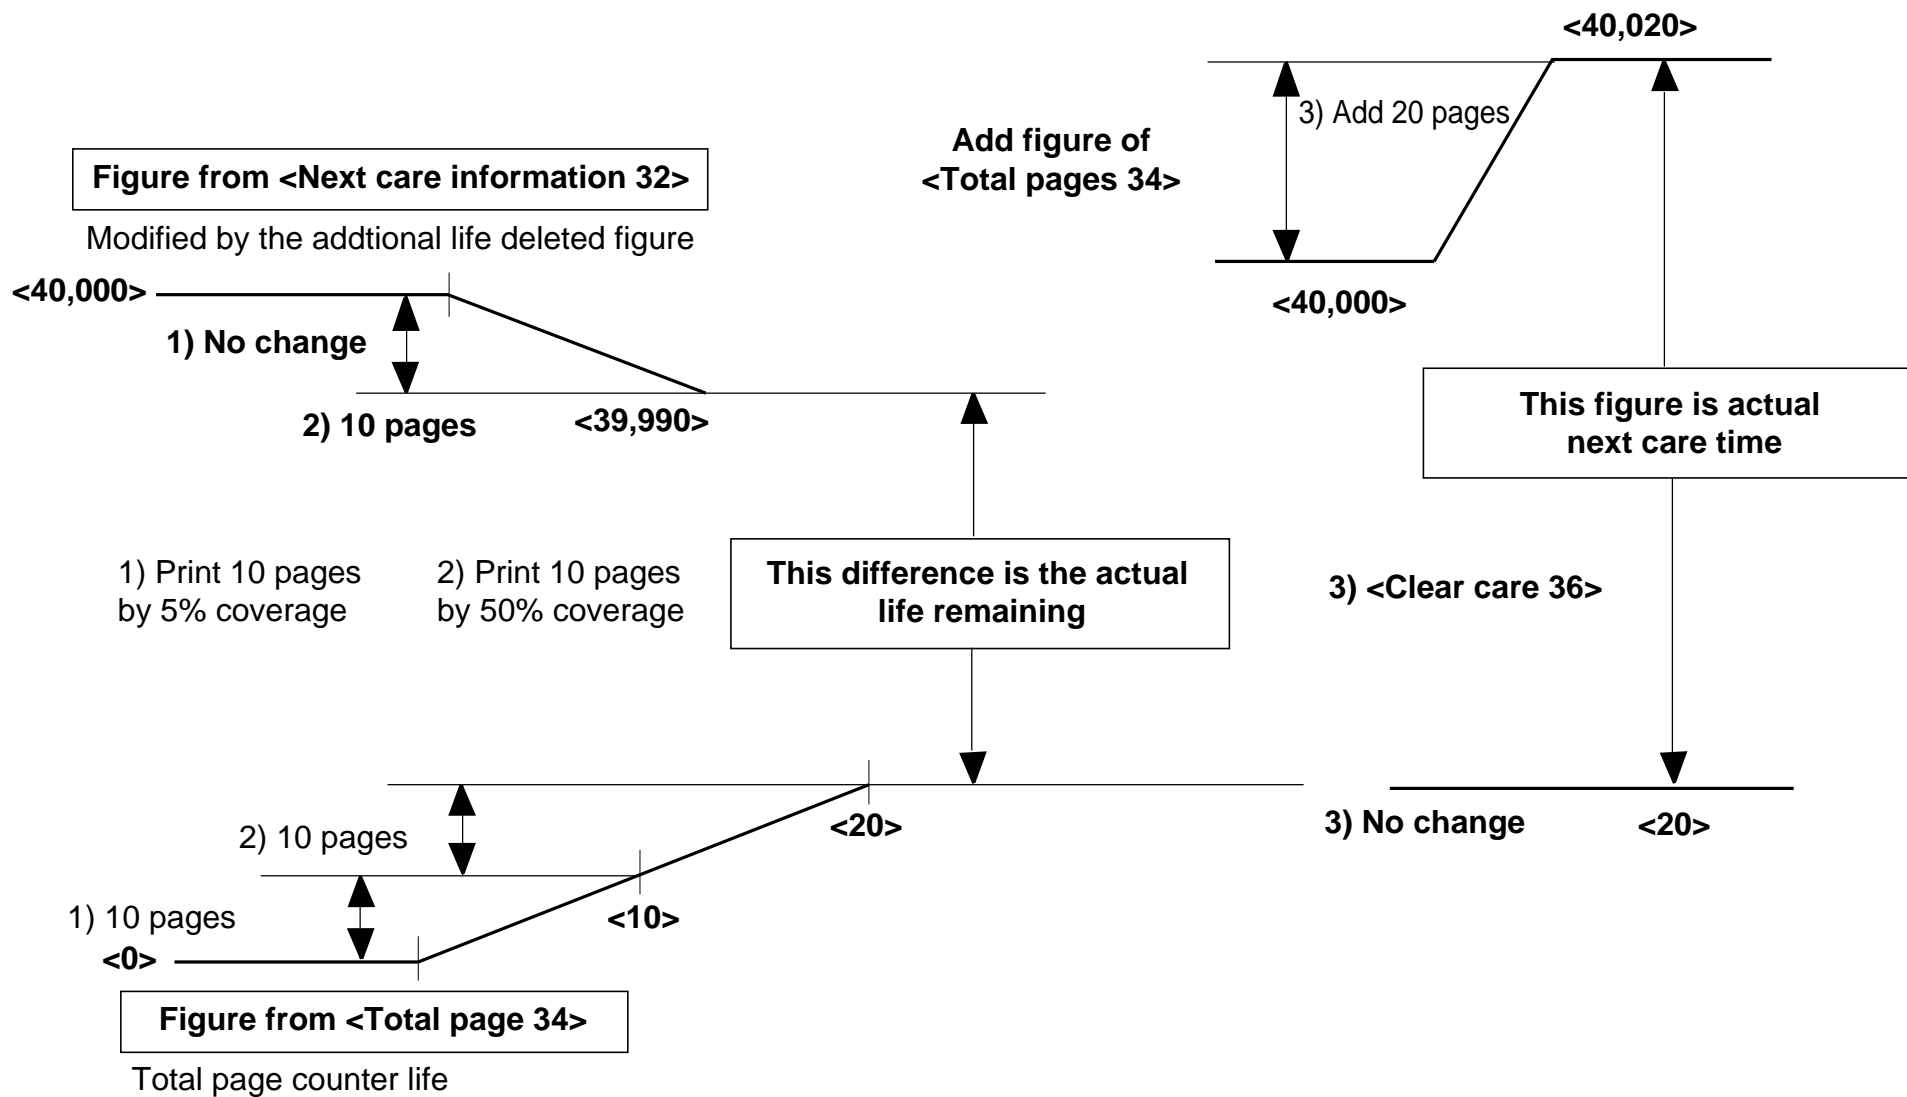 <40,020>
3) Add 20 pages
Add figure of
<Total pages 34>
<40,000>
Figure from <Next care information 32>
Modified by the addtional life deleted figure
<40,000>
1) No change
2) 10 pages
<39,990>
This figure is actual
next care time
1) Print 10 pages
by 5% coverage
2) Print 10 pages
by 50% coverage
This difference is the actual
life remaining
3) <Clear care 36>
2) 10 pages
<20>
3) No change
<20>
1) 10 pages
<10>
<0>
Figure from <Total page 34>
Total page counter life